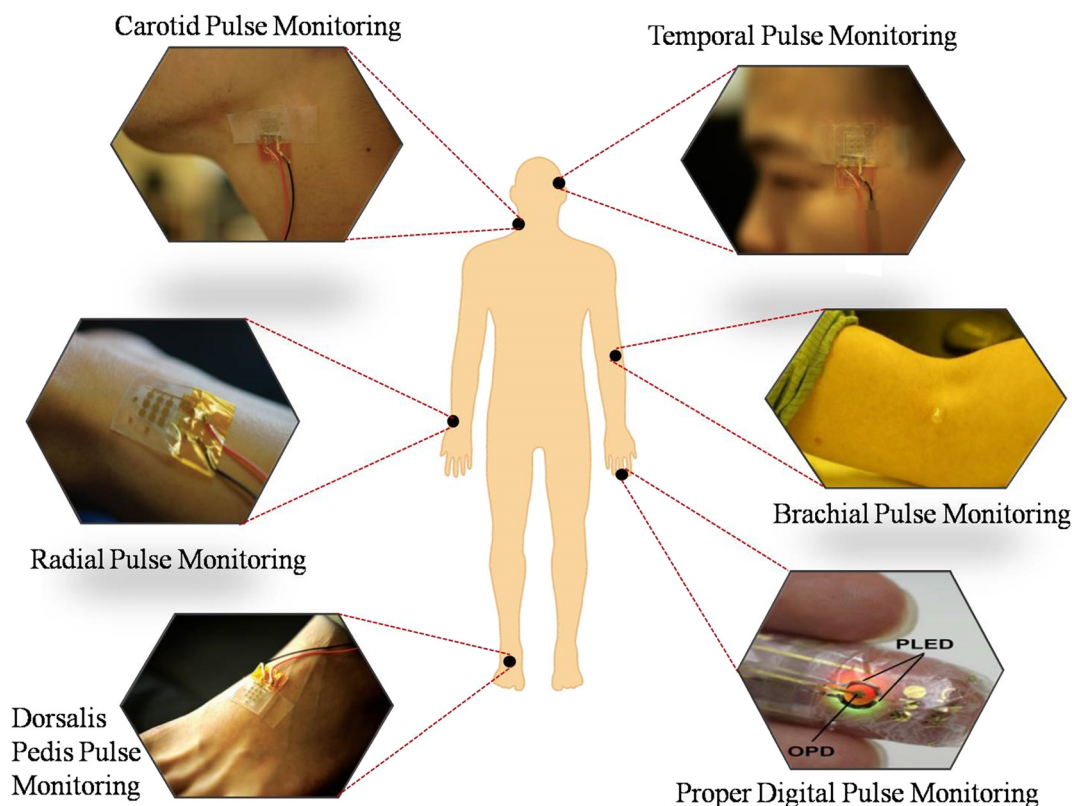 Carotid Pulse Monitoring
Temporal Pulse Monitoring
Radial Pulse Monitoring
Brachial Pulse Monitoring
Dorsalis
Pedis Pulse
Monitoring
PLED
OPD
Proper Digital Pulse Monitoring